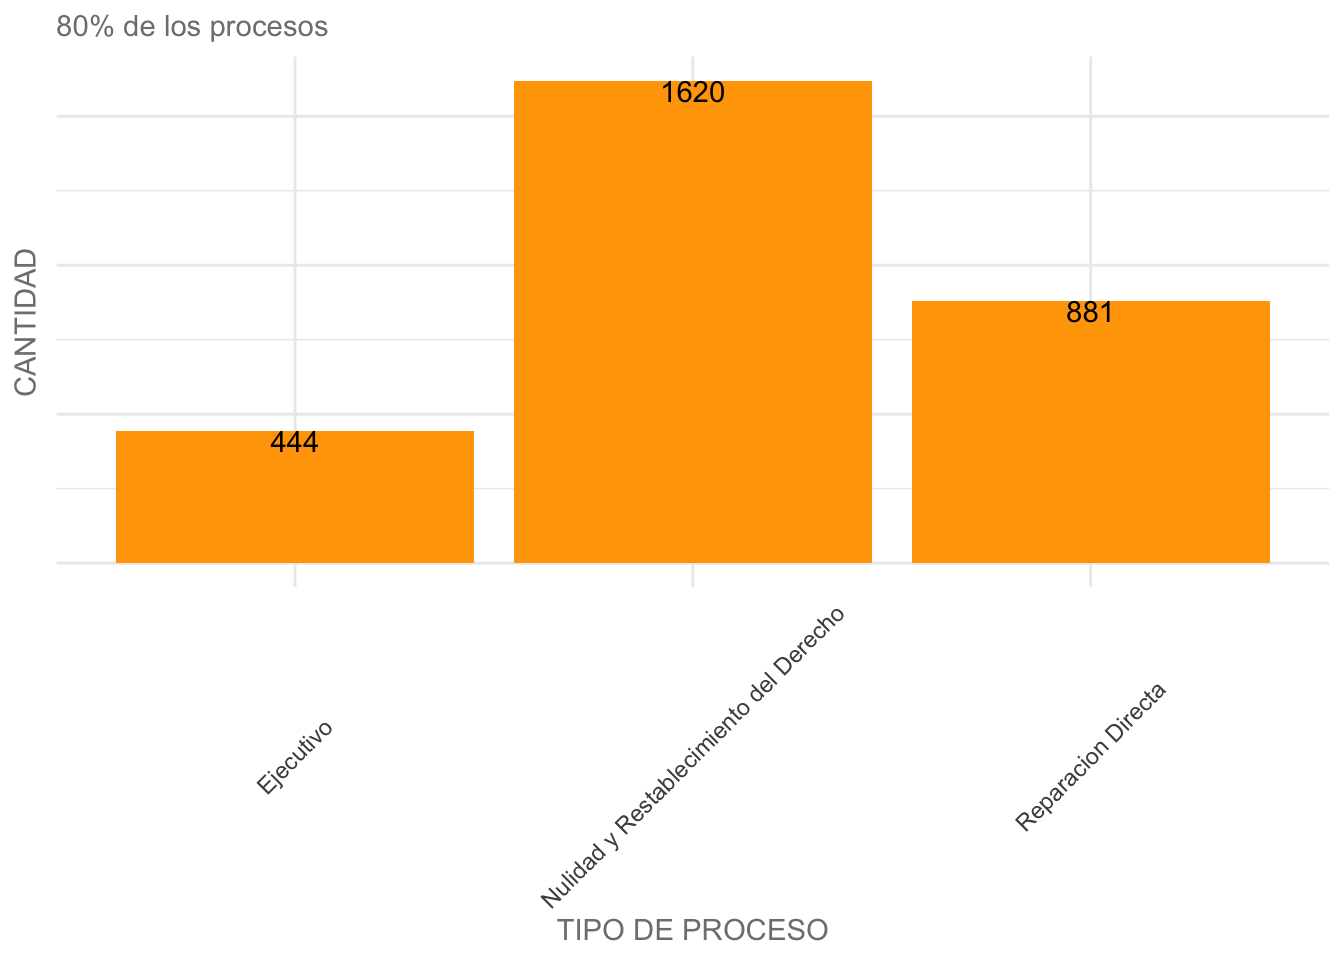 80% de los procesos
CANTIDAD
1620
881
444
Ejecutivo
Nulidad y Restablecimiento del Derecho
Reparacion Directa
TIPO DE PROCESO